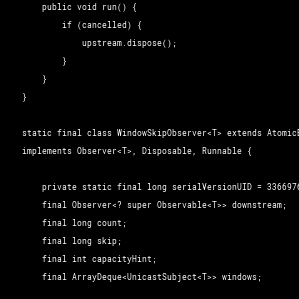 public void run() {
if (cancelled) {
upstream.dispose();
}
}
}
static final class WindowSkipObserver<T> extends
implements Observer<T>, Disposable, Runnable {
private static final long serialVersionUID =
final Observer<? super Observable<T>> downstream;
final long count;
final long skip;
final int capacityHint;
final ArrayDeque<UnicastSubject<T>> windows;